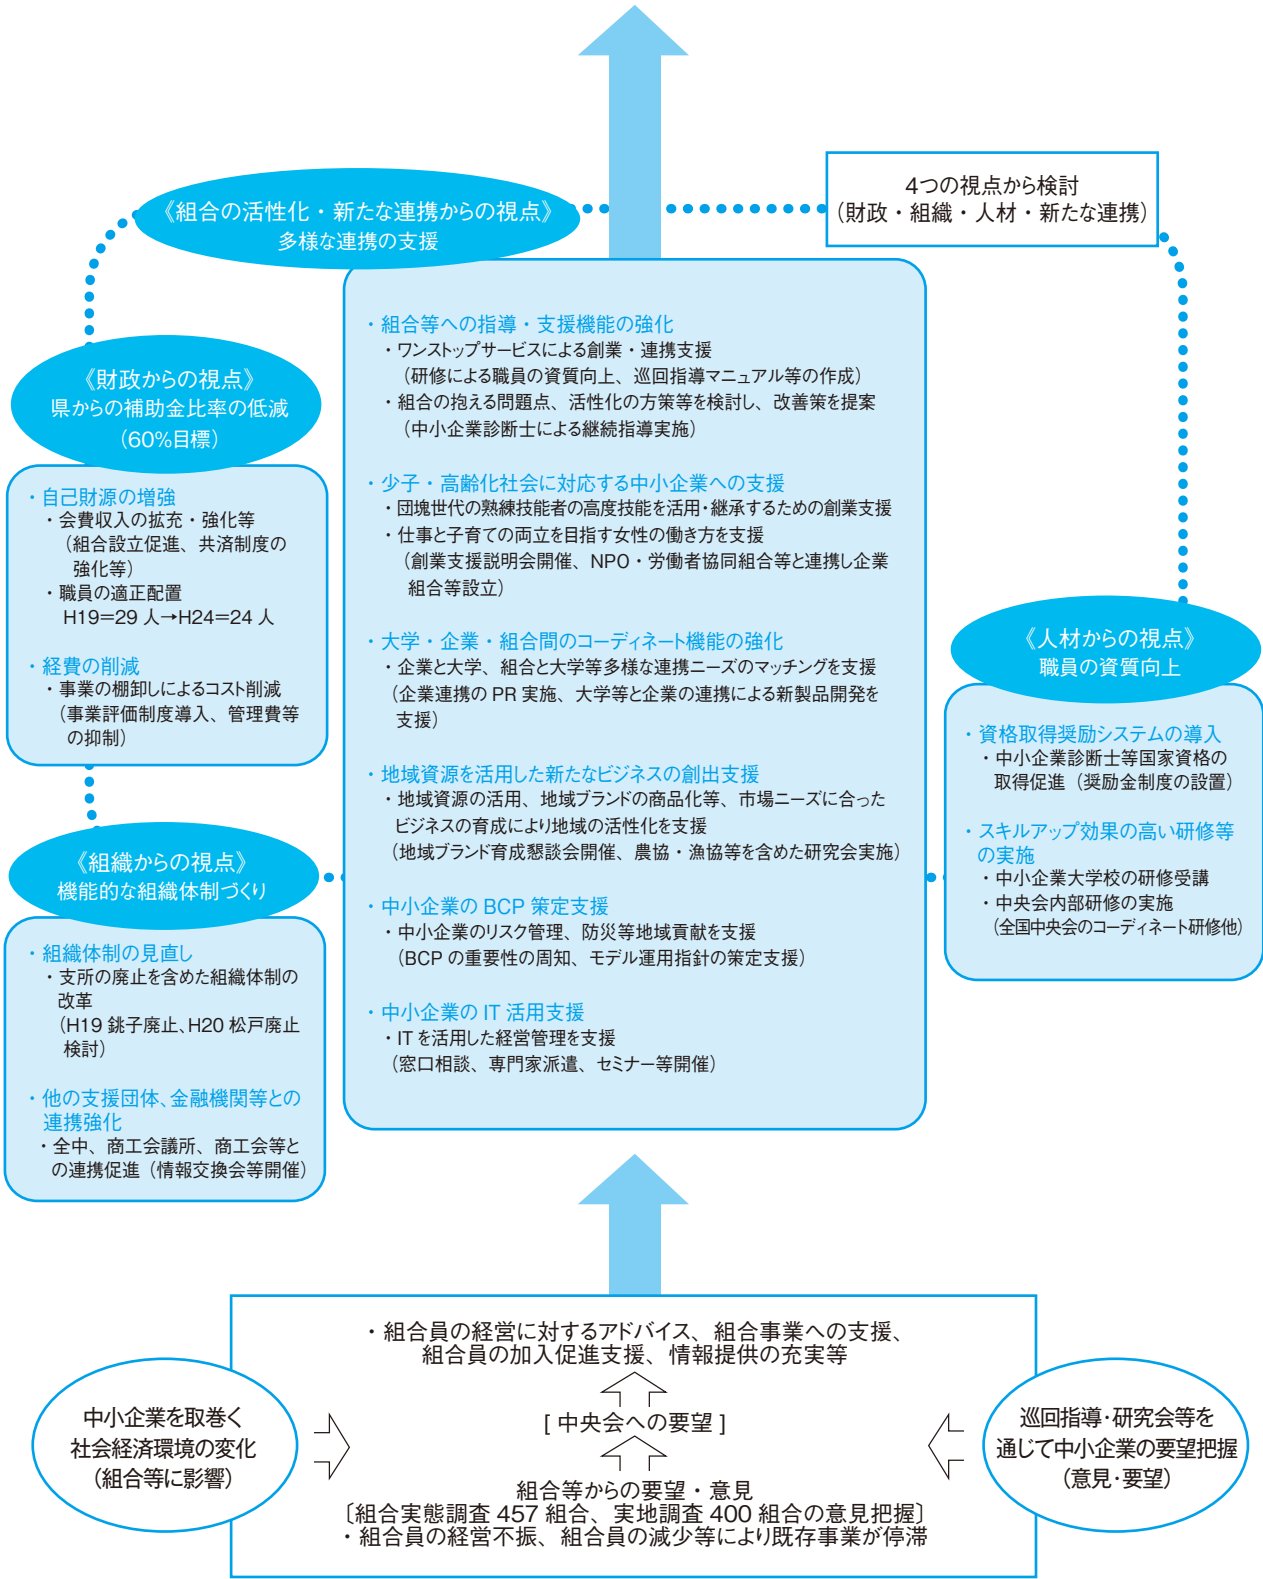 《組合の活性化・新たな連携からの視点》
多様な連携の支援
4つの視点から検討
(財政・組織・人材・新たな連携)
《財政からの視点》
県からの補助金比率の低減
(60%目標)
・自己財源の増強
・会費収入の拡充・強化等
(組合設立促進、共済制度の
強化等)
・職員の適正配置
H19＝29 人→H24＝24 人
・経費の削減
・事業の棚卸しによるコスト削減
(事業評価制度導入、管理費等
の抑制)
《組織からの視点》
機能的な組織体制づくり
・組織体制の見直し
・支所の廃止を含めた組織体制の
改革
(H19 銚子廃止、H20 松戸廃止
検討)
・他の支援団体、金融機関等との
連携強化
・全中、商工会議所、商工会等と
の連携促進(情報交換会等開催)
・組合等への指導・支援機能の強化
・ワンストップサービスによる創業・連携支援
(研修による職員の資質向上、巡回指導マニュアル等の作成)
・組合の抱える問題点、活性化の方策等を検討し、改善策を提案
(中小企業診断士による継続指導実施)
・少子・高齢化社会に対応する中小企業への支援
・団塊世代の熟練技能者の高度技能を活用・継承するための創業支援
・仕事と子育ての両立を目指す女性の働き方を支援
(創業支援説明会開催、NPO・労働者協同組合等と連携し企業
組合等設立)
・大学・企業・組合間のコーディネート機能の強化
・企業と大学、組合と大学等多様な連携ニーズのマッチングを支援
(企業連携の PR 実施、大学等と企業の連携による新製品開発を
支援)
・地域資源を活用した新たなビジネスの創出支援
・地域資源の活用、地域ブランドの商品化等、市場ニーズに合った
ビジネスの育成により地域の活性化を支援
(地域ブランド育成懇談会開催、農協・漁協等を含めた研究会実施)
・中小企業の BCP 策定支援
・中小企業のリスク管理、防災等地域貢献を支援
(BCP の重要性の周知、モデル運用指針の策定支援)
・中小企業の IT 活用支援
・IT を活用した経営管理を支援
(窓口相談、専門家派遣、セミナー等開催)
《人材からの視点》
職員の資質向上
・資格取得奨励システムの導入
・中小企業診断士等国家資格の
取得促進(奨励金制度の設置)
・スキルアップ効果の高い研修等
の実施
・中小企業大学校の研修受講
・中央会内部研修の実施
(全国中央会のコーディネート研修他)
・組合員の経営に対するアドバイス、組合事業への支援、
組合員の加入促進支援、情報提供の充実等
[ 中央会への要望 ]
組合等からの要望・意見
〔組合実態調査 457 組合、実地調査 400 組合の意見把握〕
・組合員の経営不振、組合員の減少等により既存事業が停滞
中小企業を取巻く
社会経済環境の変化
(組合等に影響)
巡回指導・研究会等を
通じて中小企業の要望把握
(意見・要望)